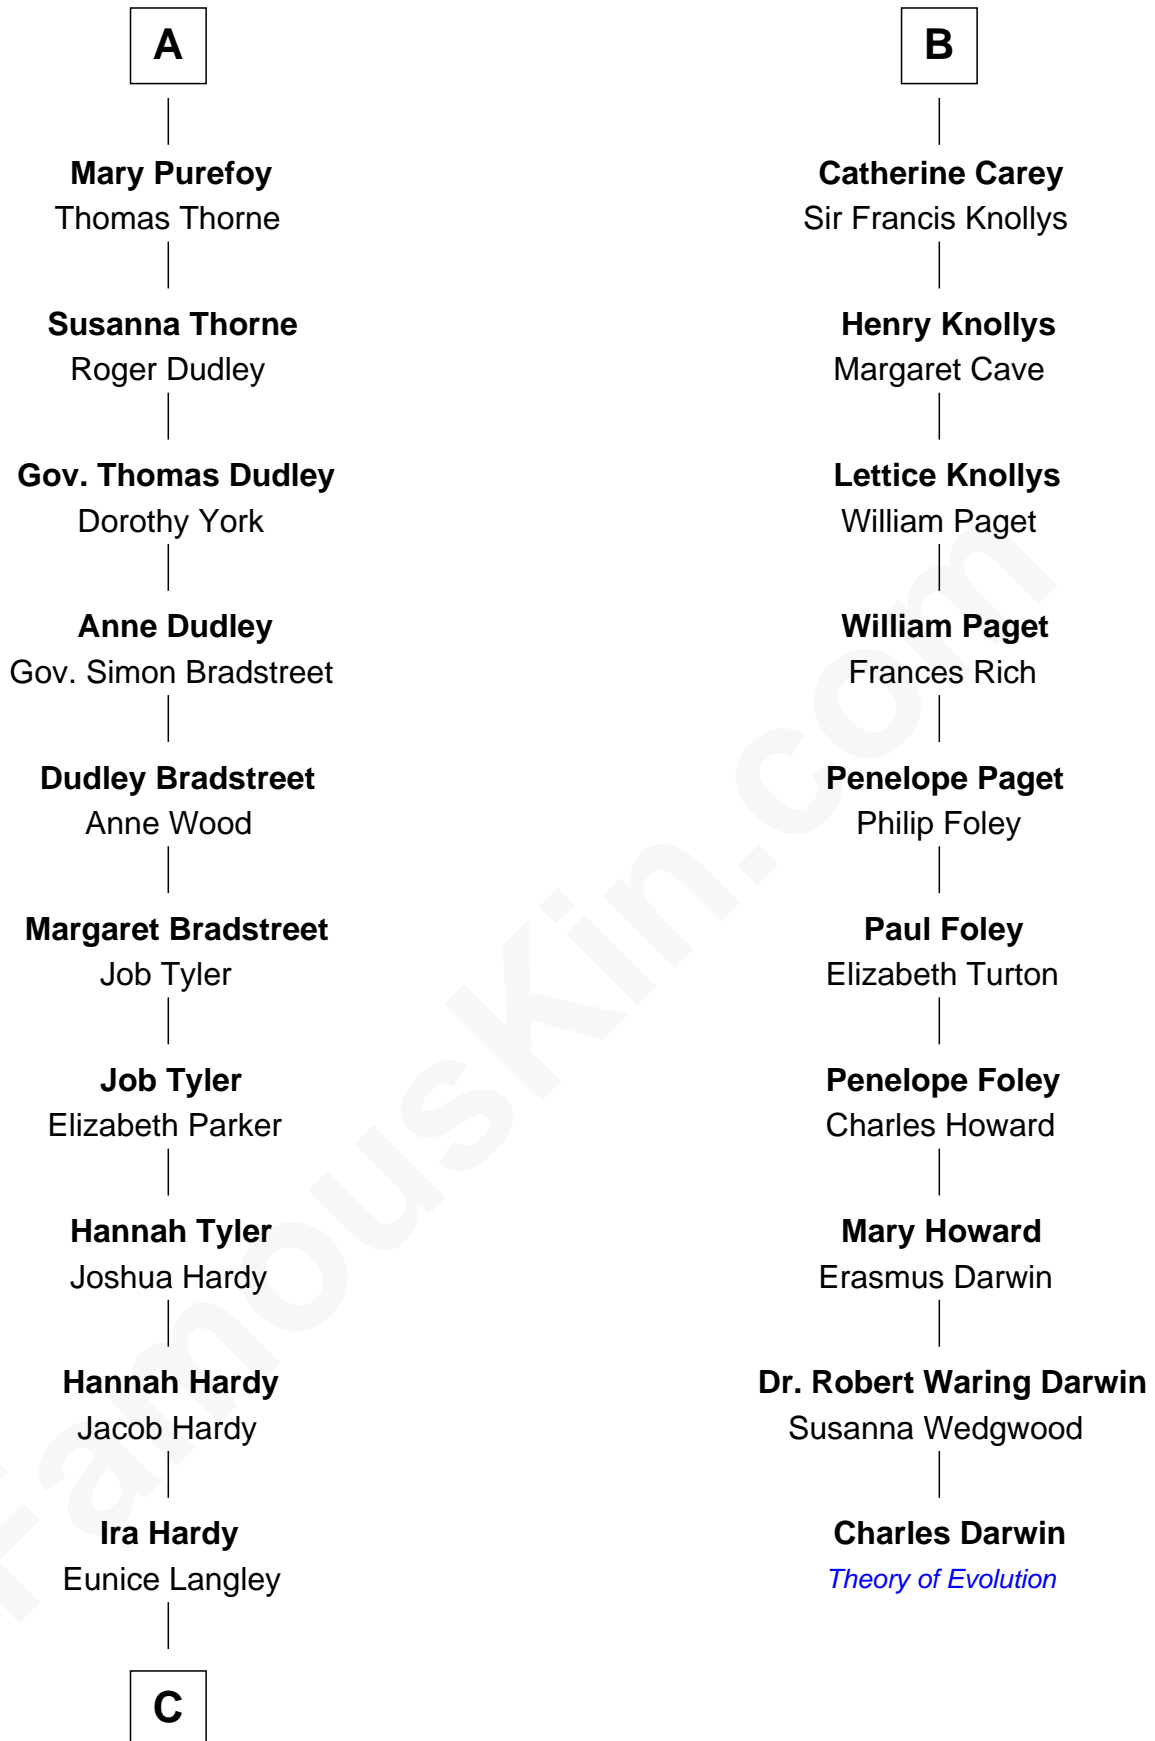 A
Mary Purefoy
Thomas Thorne
Susanna Thorne
Roger Dudley
Gov. Thomas Dudley
Dorothy York
Anne Dudley
Gov. Simon Bradstreet
Dudley Bradstreet
Anne Wood
Margaret Bradstreet
Job Tyler
Job Tyler
Elizabeth Parker
Hannah Tyler
Joshua Hardy
Hannah Hardy
Jacob Hardy
Ira Hardy
Eunice Langley
C
B
Catherine Carey
Sir Francis Knollys
Henry Knollys
Margaret Cave
Lettice Knollys
William Paget
William Paget
Frances Rich
Penelope Paget
Philip Foley
Paul Foley
Elizabeth Turton
Penelope Foley
Charles Howard
Mary Howard
Erasmus Darwin
Dr. Robert Waring Darwin
Susanna Wedgwood
Charles Darwin
Theory of Evolution
FamousKin.com